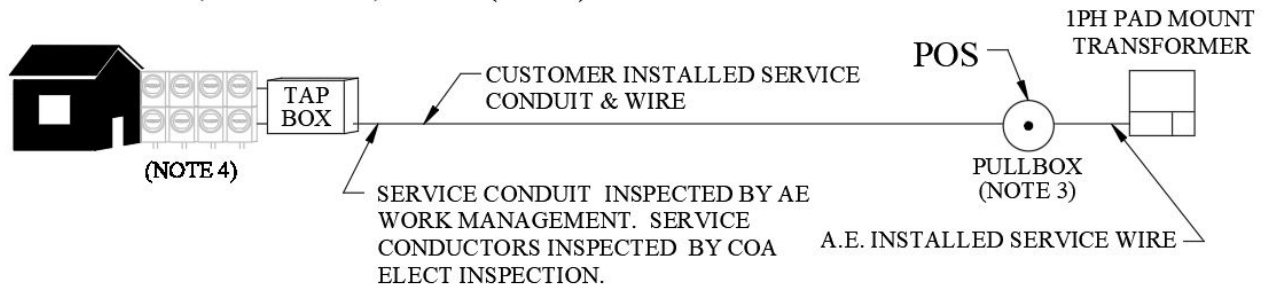 1PH PAD MOUNT
TRANSFORMER
POS
CUSTOMER INSTALLED SERVICE
CONDUIT & WIRE
TAP
BOX
(NOTE 4)
PULLBOX
(NOTE 3)
SERVICE CONDUIT INSPECTED BY AE
WORK MANAGEMENT. SERVICE
CONDUCTORS INSPECTED BY COA
ELECT INSPECTION.
A.E. INSTALLED SERVICE WIRE